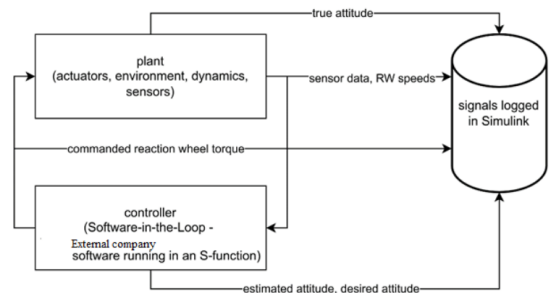 true attitude
plant
(actuators, environment, dynamics,
sensors)
sensor data, RW speeds
signals logged
in Simulink
commanded reaction wheel torque
controller
(Software-in-the-Loop -
External company
software running in an S-function)
estimated attitude, desired attitude